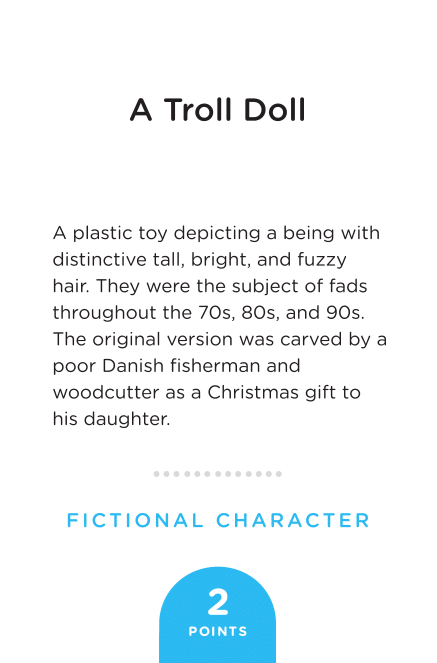 A Troll Doll
A plastic toy depicting a being with
distinctive tall, bright, and fuzzy
hair. They were the subject of fads
throughout the 70s, 80s, and 90s.
The original version was carved by a
poor Danish fisherman and
woodcutter as a Christmas gift to
his daughter.
FICTIONAL CHARACTER
2
POINTS